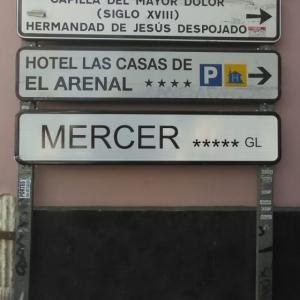 CAPILLA DEL MAYOR DOLOR
(SIGLO XVIII)
HERMANDAD DE JESÚS DESPOJADO
HOTEL LAS CASAS DE
EL ARENAL **** P
MERCER ***** GL